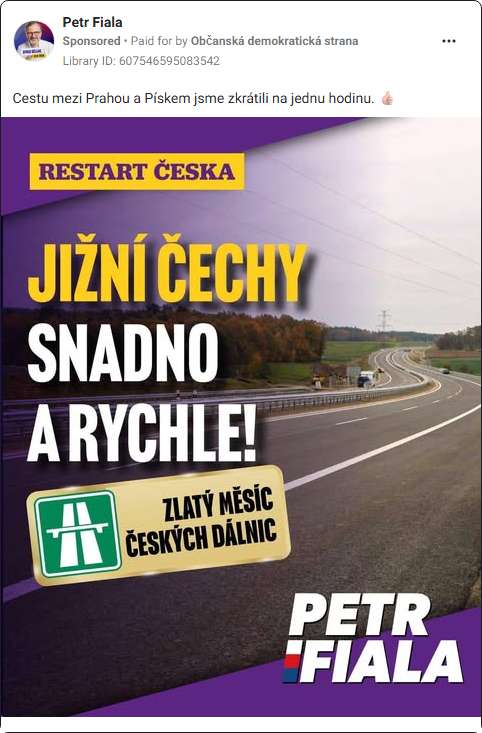 Petr Fiala
Sponsored • Paid for by Občanská demokratická strana
Library ID: 607546595083542
Cestu mezi Prahou a Pískem jsme zkrátili na jednu hodinu. 👍🏻
RESTART ČESKA
JIŽNÍ ČECHY
SNADNO
A RYCHLE!
ZLATÝ MĚSÍC
ČESKÝCH DÁLNIC
PETR
FIALA